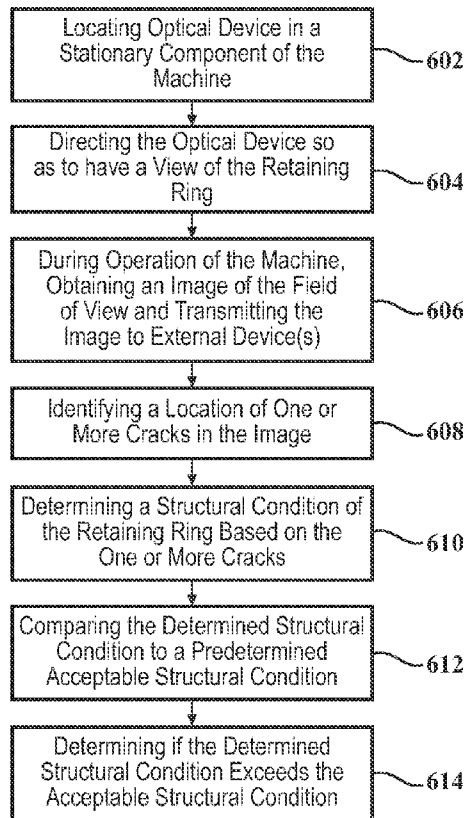 Locating Optical Device in a
Stationary Component of the
Machine
602
Directing the Optical Device so
as to have a View of the Retaining
Ring
604
During Operation of the Machine,
Obtaining an Image of the Field
of View and Transmitting the
Image to External Device(s)
606
Identifying a Location of One or
More Cracks in the Image
608
Determining a Structural Condition of
the Retaining Ring Based on the
One or More Cracks
610
Comparing the Determined Structural
Condition to a Predetermined
Acceptable Structural Condition
612
Determining if the Determined
Structural Condition Exceeds the
Acceptable Structural Condition
614